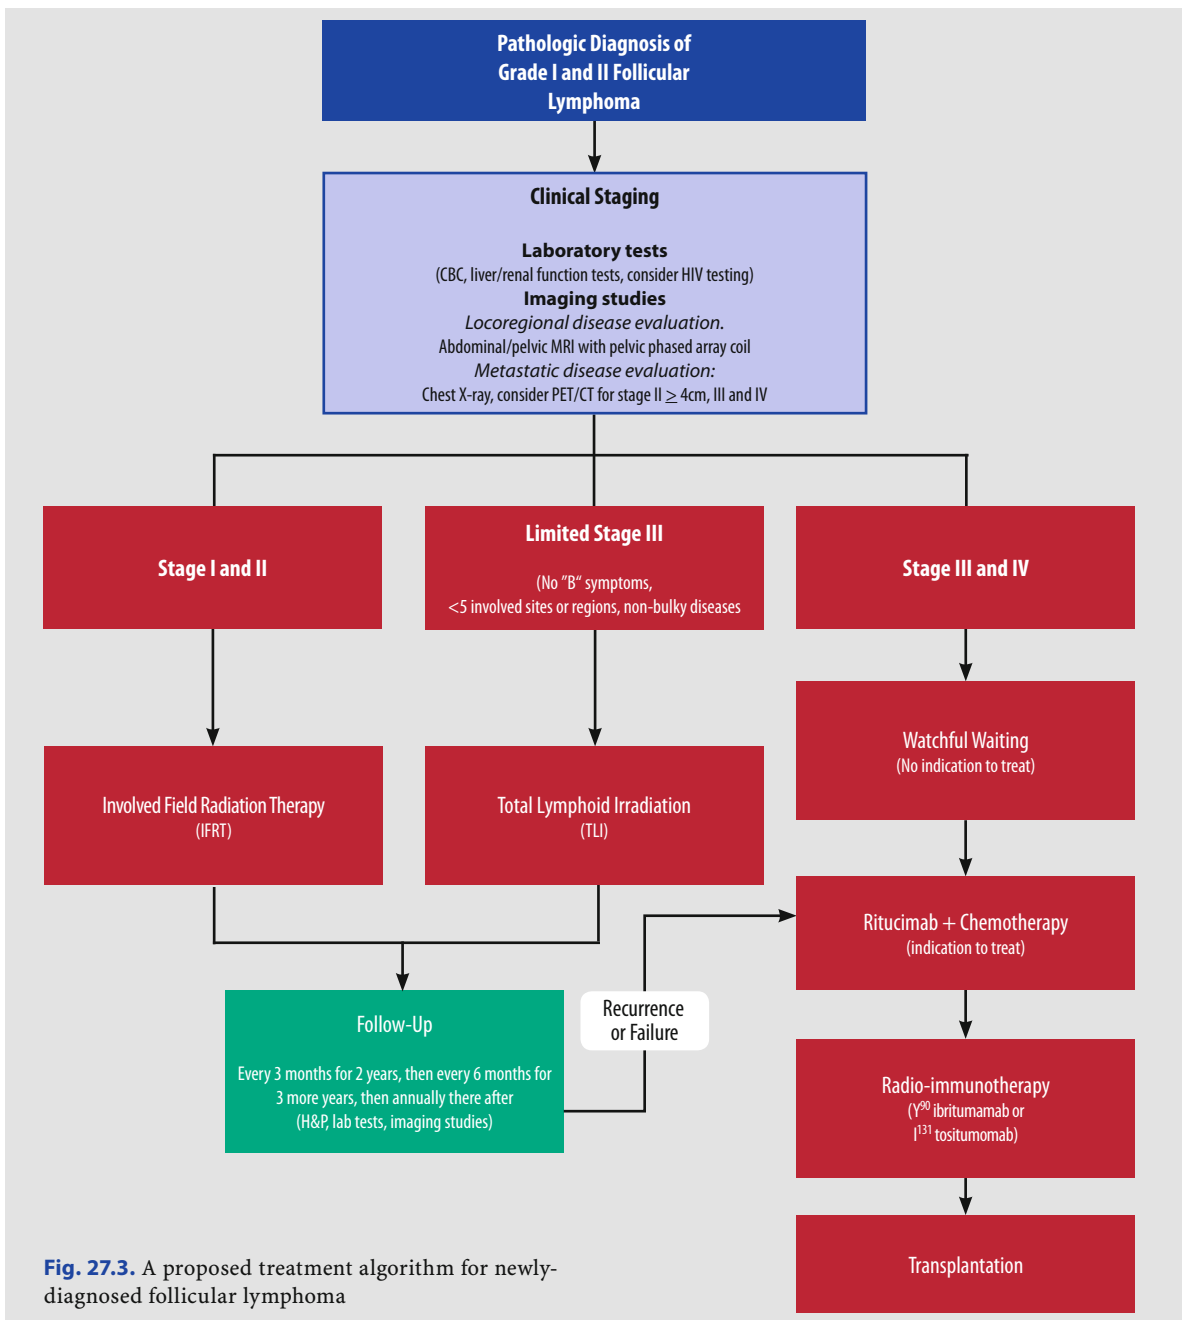 Pathologic Diagnosis of
Grade I and II Follicular
Lymphoma
Clinical Staging
Laboratory tests
(CBC, liver/renal function tests, consider HIV testing)
Imaging studies
Locoregional disease evaluation.
Abdominal/pelvic MRI with pelvic phased array coil
Metastatic disease evaluation:
Chest X-ray, consider PET/CT for stage II ≥ 4cm, III and IV
Stage I and II
Limited Stage III
(No ″B“ symptoms,
<5 involved sites or regions, non-bulky diseases
Stage III and IV
Involved Field Radiation Therapy
(IFRT)
Total Lymphoid Irradiation
(TLI)
Watchful Waiting
(No indication to treat)
Ritucimab + Chemotherapy
(indication to treat)
Follow-Up
Every 3 months for 2 years, then every 6 months for
3 more years, then annually there after
(H&P, lab tests, imaging studies)
Recurrence
or Failure
Radio-immunotherapy
(Y⁹⁰ ibritumamab or
I¹³¹ tositumomab)
Transplantation
Fig. 27.3. A proposed treatment algorithm for newly-
diagnosed follicular lymphoma